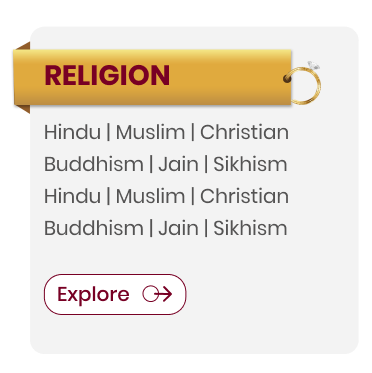 RELIGION
Hindu | Muslim | Christian
Buddhism | Jain | Sikhism
Hindu | Muslim | Christian
Buddhism | Jain | Sikhism
Explore